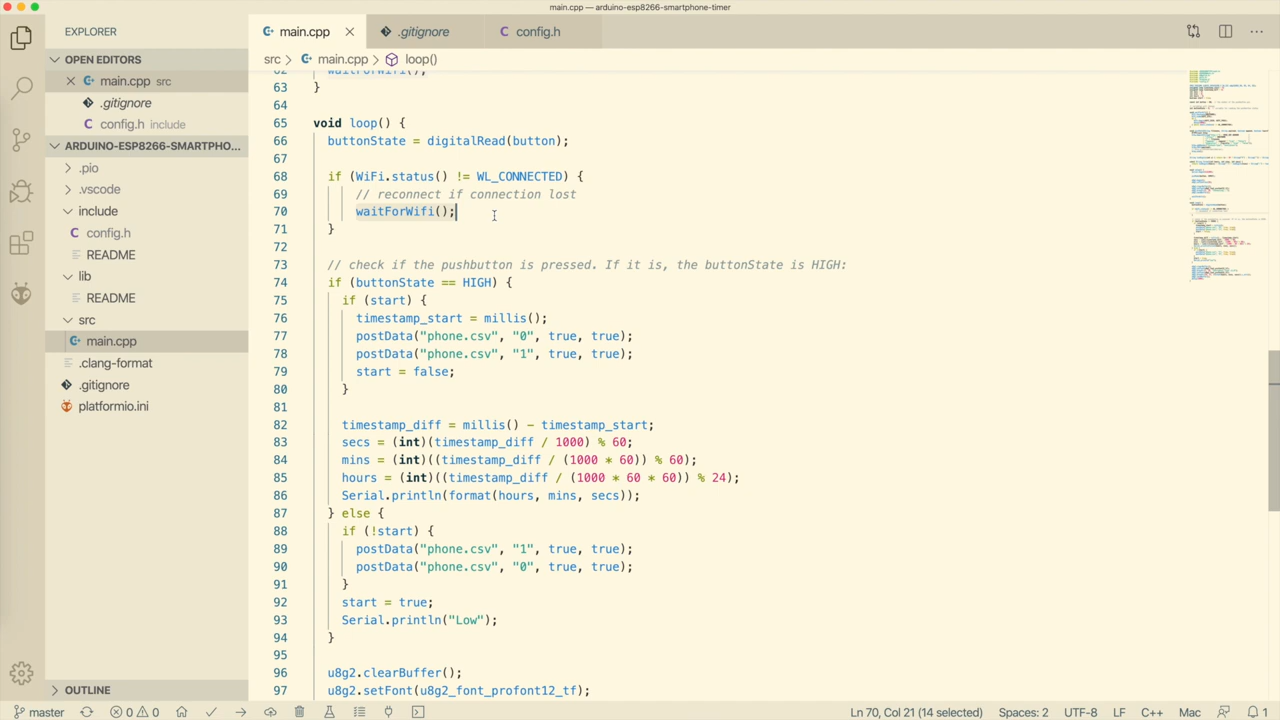 main.cpp — arduino-esp8266-smartphone-timer
EXPLORER
main.cpp
.gitignore
config.h
OPEN EDITORS
src > main.cpp > loop()
main.cpp src
.gitignore
config.h include
ARDUINO-ESP8266-SMARTPHO...
.pio
.vscode
include
config.h
README
lib
README
src
main.cpp
.clang-format
.gitignore
platformio.ini
OUTLINE
62 waitForWifi();
63 }
64
65 void loop() {
66 buttonState = digitalRead(button);
67
68 if (WiFi.status() != WL_CONNECTED) {
69 // reconnect if connection lost
70 waitForWifi();
71 }
72
73 // check if the pushbutton is pressed. If it is, the buttonState is HIGH:
74 if (buttonState == HIGH) {
75 if (start) {
76 timestamp_start = millis();
77 postData("phone.csv", "0", true, true);
78 postData("phone.csv", "1", true, true);
79 start = false;
80 }
81
82 timestamp_diff = millis() - timestamp_start;
83 secs = (int)(timestamp_diff / 1000) % 60;
84 mins = (int)((timestamp_diff / (1000 * 60)) % 60);
85 hours = (int)((timestamp_diff / (1000 * 60 * 60)) % 24);
86 Serial.println(format(hours, mins, secs));
87 } else {
88 if (!start) {
89 postData("phone.csv", "1", true, true);
90 postData("phone.csv", "0", true, true);
91 }
92 start = true;
93 Serial.println("Low");
94 }
95
96 u8g2.clearBuffer();
97 u8g2.setFont(u8g2_font_profont12_tf);
master 0 0 Ln 70, Col 21 (14 selected) Spaces: 2 UTF-8 LF C++ Mac 1